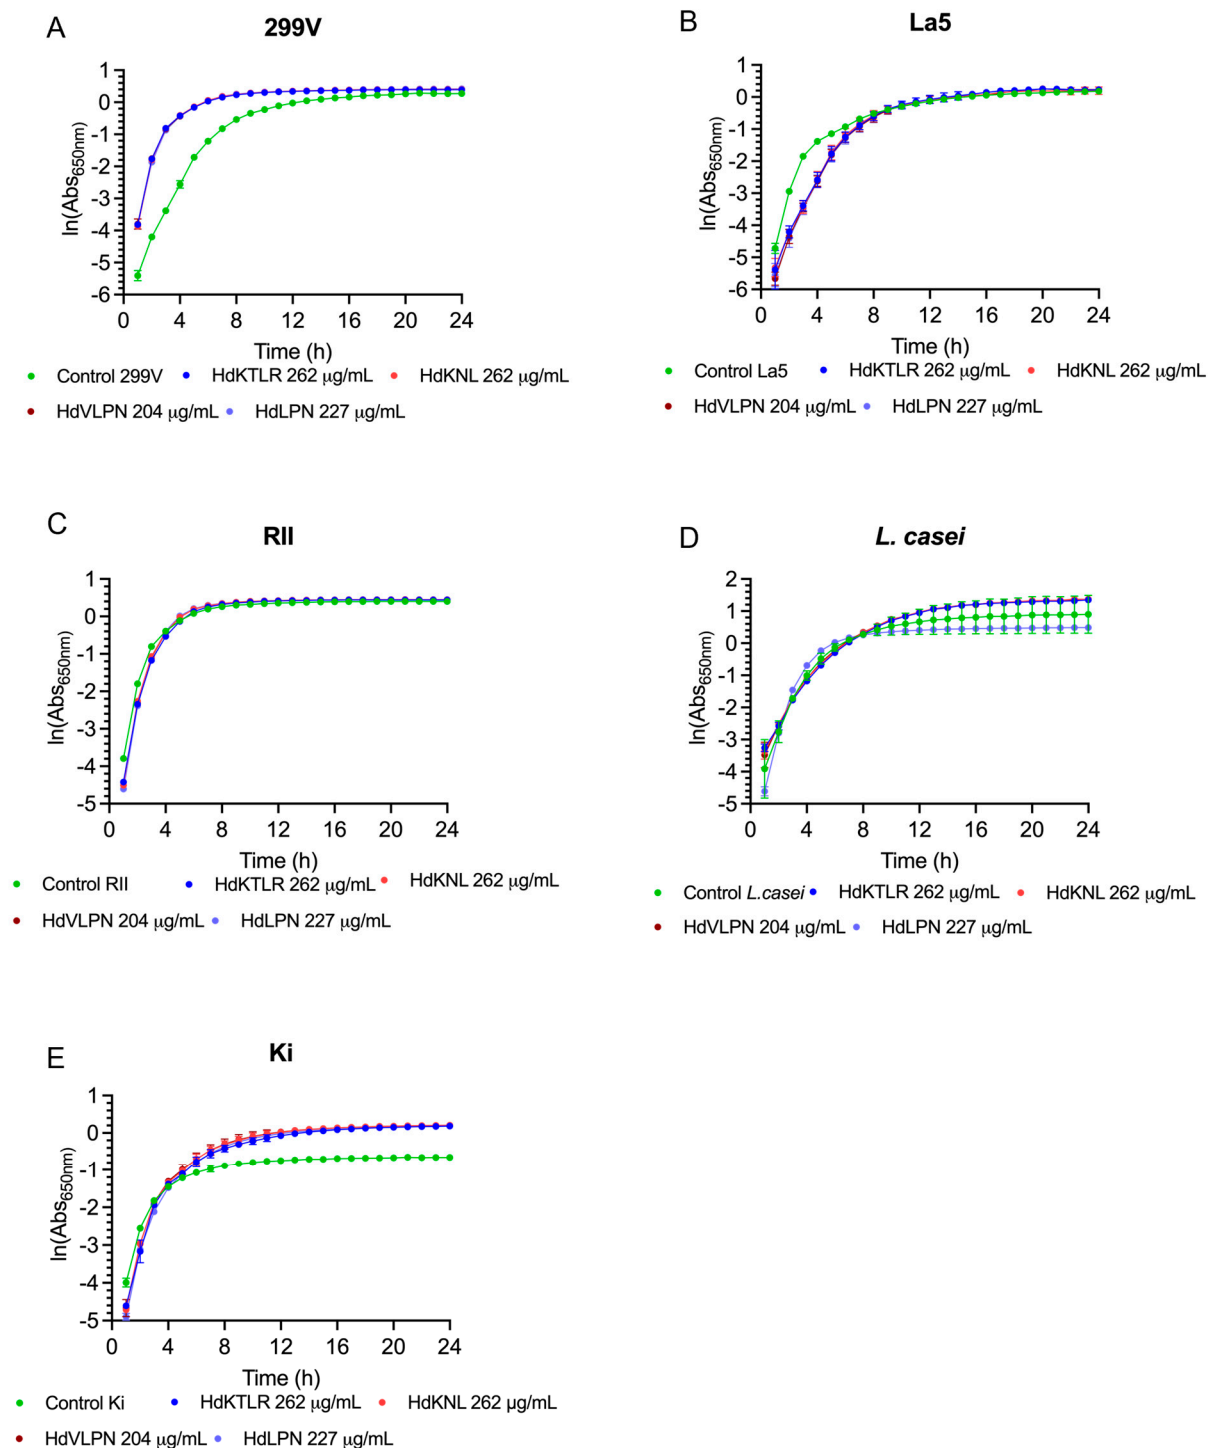 A
299V
ln(Abs650nm)
1
0
-1
-2
-3
-4
-5
-6
0 4 8 12 16 20 24
Time (h)
Control 299V HdKTLR 262 μg/mL HdKNL 262 μg/mL
HdVLPN 204 μg/mL HdLPN 227 μg/mL
B
La5
ln(Abs650nm)
1
0
-1
-2
-3
-4
-5
-6
0 4 8 12 16 20 24
Time (h)
Control La5 HdKTLR 262 μg/mL HdKNL 262 μg/mL
HdVLPN 204 μg/mL HdLPN 227 μg/mL
C
RII
ln(Abs650nm)
1
0
-1
-2
-3
-4
-5
0 4 8 12 16 20 24
Time (h)
Control RII HdKTLR 262 μg/mL HdKNL 262 μg/mL
HdVLPN 204 μg/mL HdLPN 227 μg/mL
D
L. casei
ln(Abs650nm)
2
1
0
-1
-2
-3
-4
-5
0 4 8 12 16 20 24
Time (h)
Control L.casei HdKTLR 262 μg/mL HdKNL 262 μg/mL
HdVLPN 204 μg/mL HdLPN 227 μg/mL
E
Ki
ln(Abs650nm)
1
0
-1
-2
-3
-4
-5
0 4 8 12 16 20 24
Time (h)
Control Ki HdKTLR 262 μg/mL HdKNL 262 µg/mL
HdVLPN 204 μg/mL HdLPN 227 μg/mL